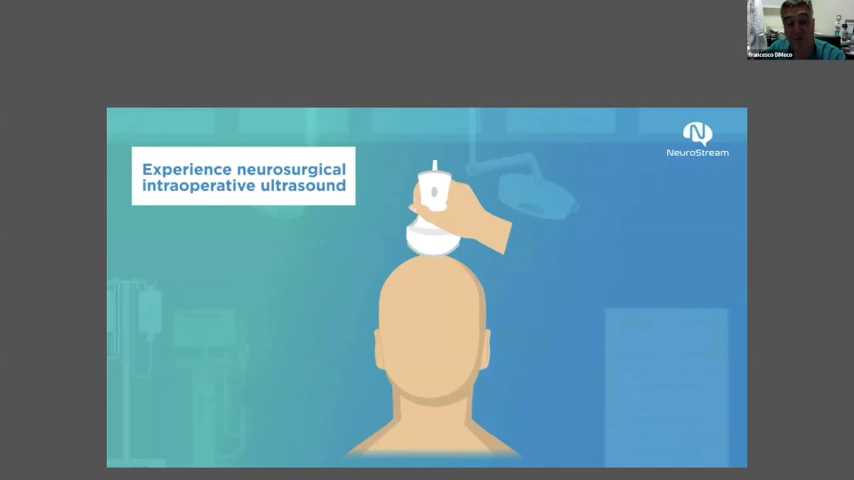 Francesco DiMeco
Experience neurosurgical
intraoperative ultrasound
N
NeuroStream